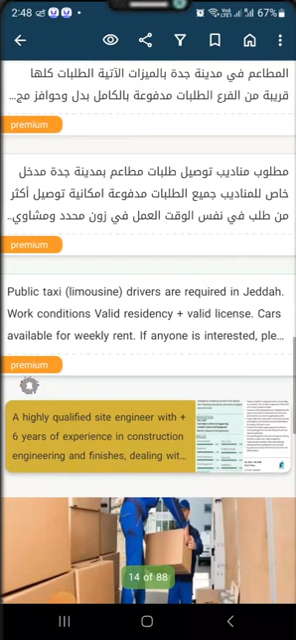 2:48
67%
المطاعم في مدينة جدة بالميزات الآتية الطلبات كلها
قريبة من الفرع الطلبات مدفوعة بالكامل بدل وحوافز مج...
premium
مطلوب مناديب توصيل طلبات مطاعم بمدينة جدة مدخل
خاص للمناديب جميع الطلبات مدفوعة امكانية توصيل أكثر
من طلب في نفس الوقت العمل في زون محدد ومشاوي..
premium
Public taxi (limousine) drivers are required in Jeddah.
Work conditions Valid residency + valid license. Cars
available for weekly rent. If anyone is interested, ple...
premium
A highly qualified site engineer with +
6 years of experience in construction
engineering and finishes, dealing wit...
14 of 88